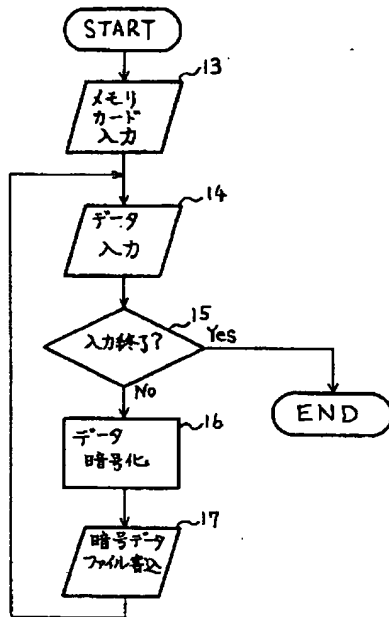 START
13
メモリ
カード
入力
14
データ
入力
15
入力終了?
Yes
No
END
16
データ
暗号化
17
暗号データ
ファイル書込